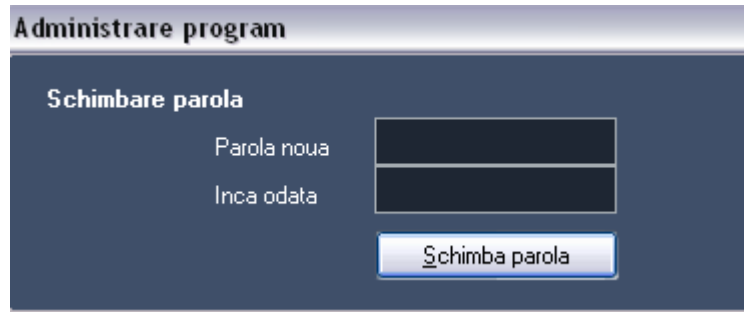 Administrare program
Schimbare parola
Parola noua
Inca odata
Schimba parola